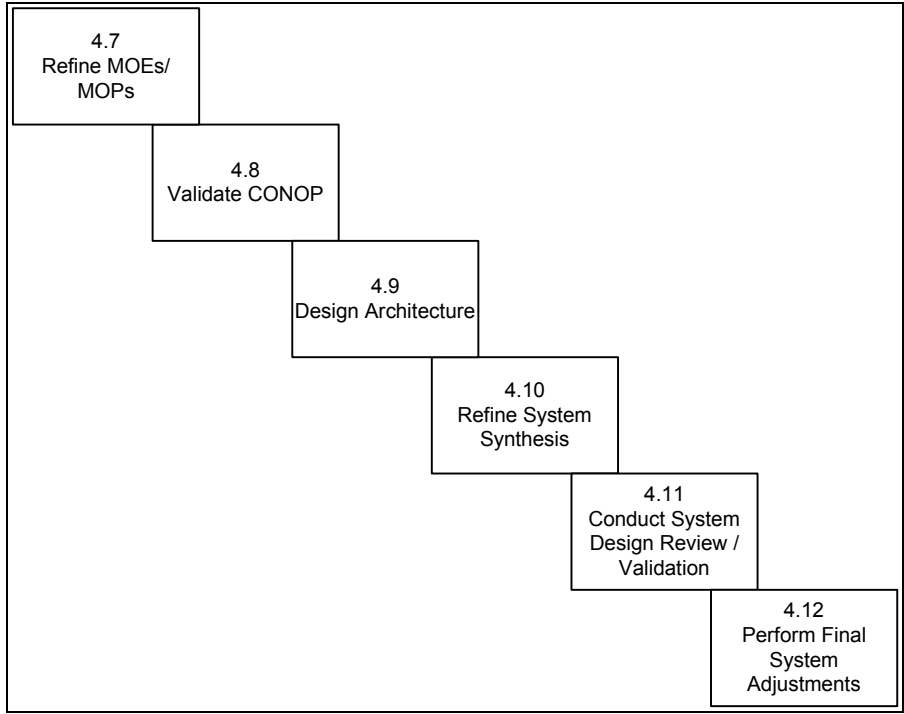 4.7
Refine MOEs/
MOPs
4.8
Validate CONOP
4.9
Design Architecture
4.10
Refine System
Synthesis
4.11
Conduct System
Design Review /
Validation
4.12
Perform Final
System
Adjustments